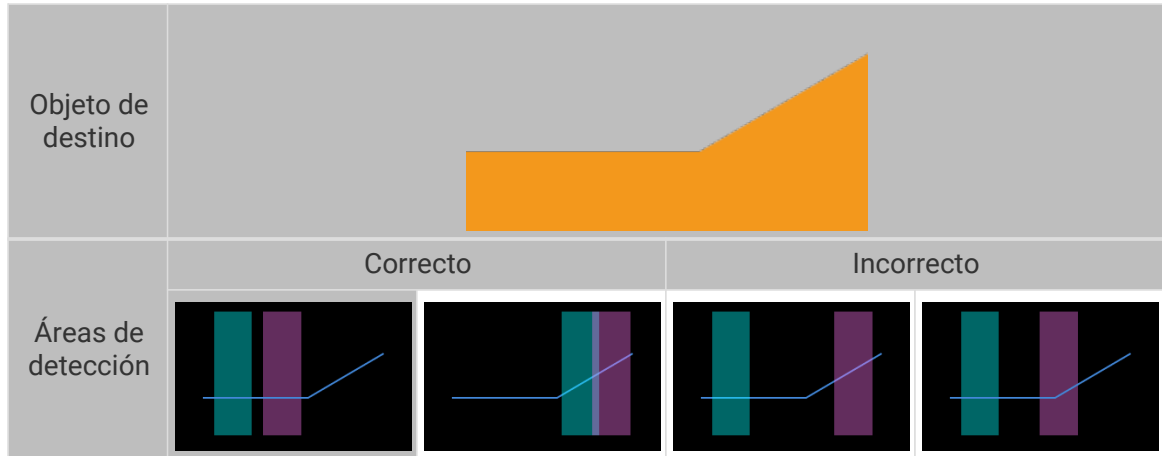 Objeto de
destino
Correcto
Incorrecto
Áreas de
detección